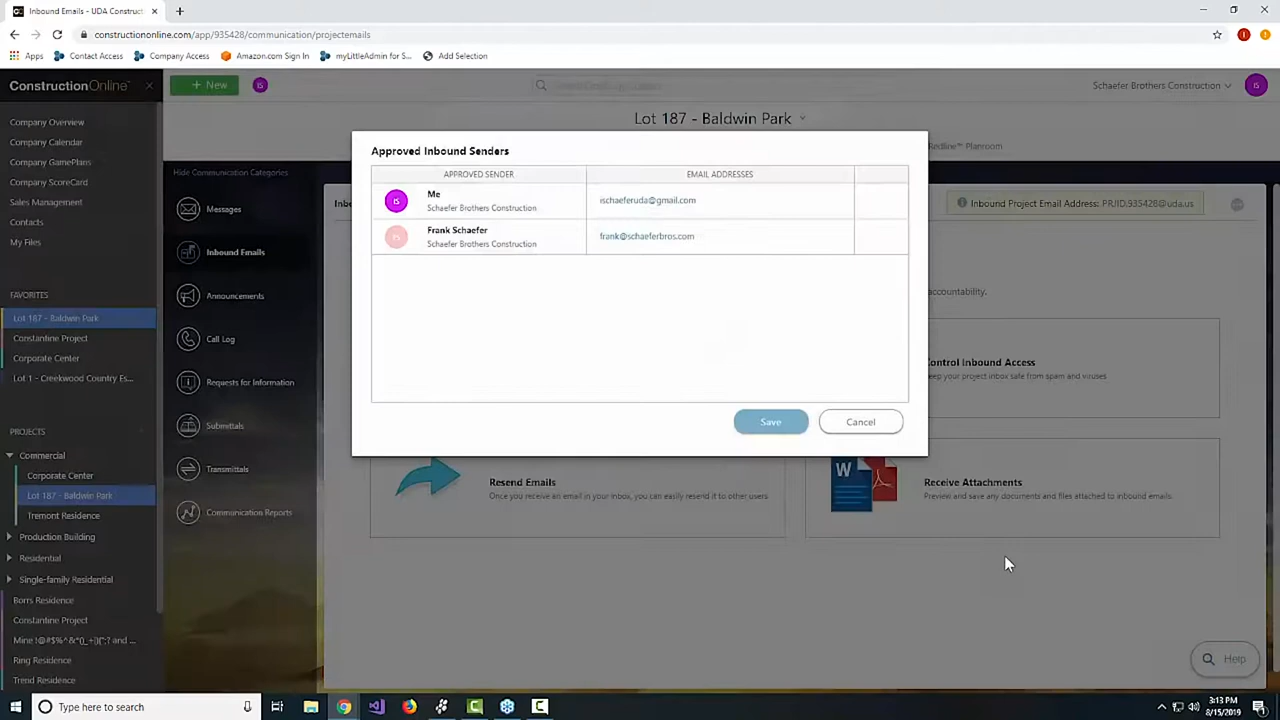 Inbound Emails - UDA Construct
constructiononline.com/app/935428/communication/projectemails
Apps
Contact Access
Company Access
Amazon.com Sign In
myLittleAdmin for S...
Add Selection
ConstructionOnline™
+ New
IS
Schaefer Brothers Construction
IS
Lot 187 - Baldwin Park
Redline™ Planroom
Company Overview
Company Calendar
Company GamePlans
Company ScoreCard
Sales Management
Contacts
My Files
FAVORITES
Lot 187 - Baldwin Park
Constantine Project
Corporate Center
Lot 1 - Creekwood Country Es...
PROJECTS
Commercial
Corporate Center
Lot 187 - Baldwin Park
Tremont Residence
Production Building
Residential
Single-family Residential
Borrs Residence
Constantine Project
Mine !@#$%^&*()_+|}{":? and ...
Ring Residence
Trend Residence
Hide Communication Categories
Messages
Inbound Emails
Announcements
Call Log
Requests for Information
Submittals
Transmittals
Communication Reports
Inbound Project Email Address: PRJID.935428@uda.us
Approved Inbound Senders
APPROVED SENDER
EMAIL ADDRESSES
IS
Me
Schaefer Brothers Construction
ischaeferuda@gmail.com
FS
Frank Schaefer
Schaefer Brothers Construction
frank@schaeferbros.com
Save
Cancel
accountability.
Control Inbound Access
keep your project inbox safe from spam and viruses
Resend Emails
Once you receive an email in your inbox, you can easily resend it to other users
W
Receive Attachments
Preview and save any documents and files attached to inbound emails
Help
Type here to search
3:13 PM
8/15/2019